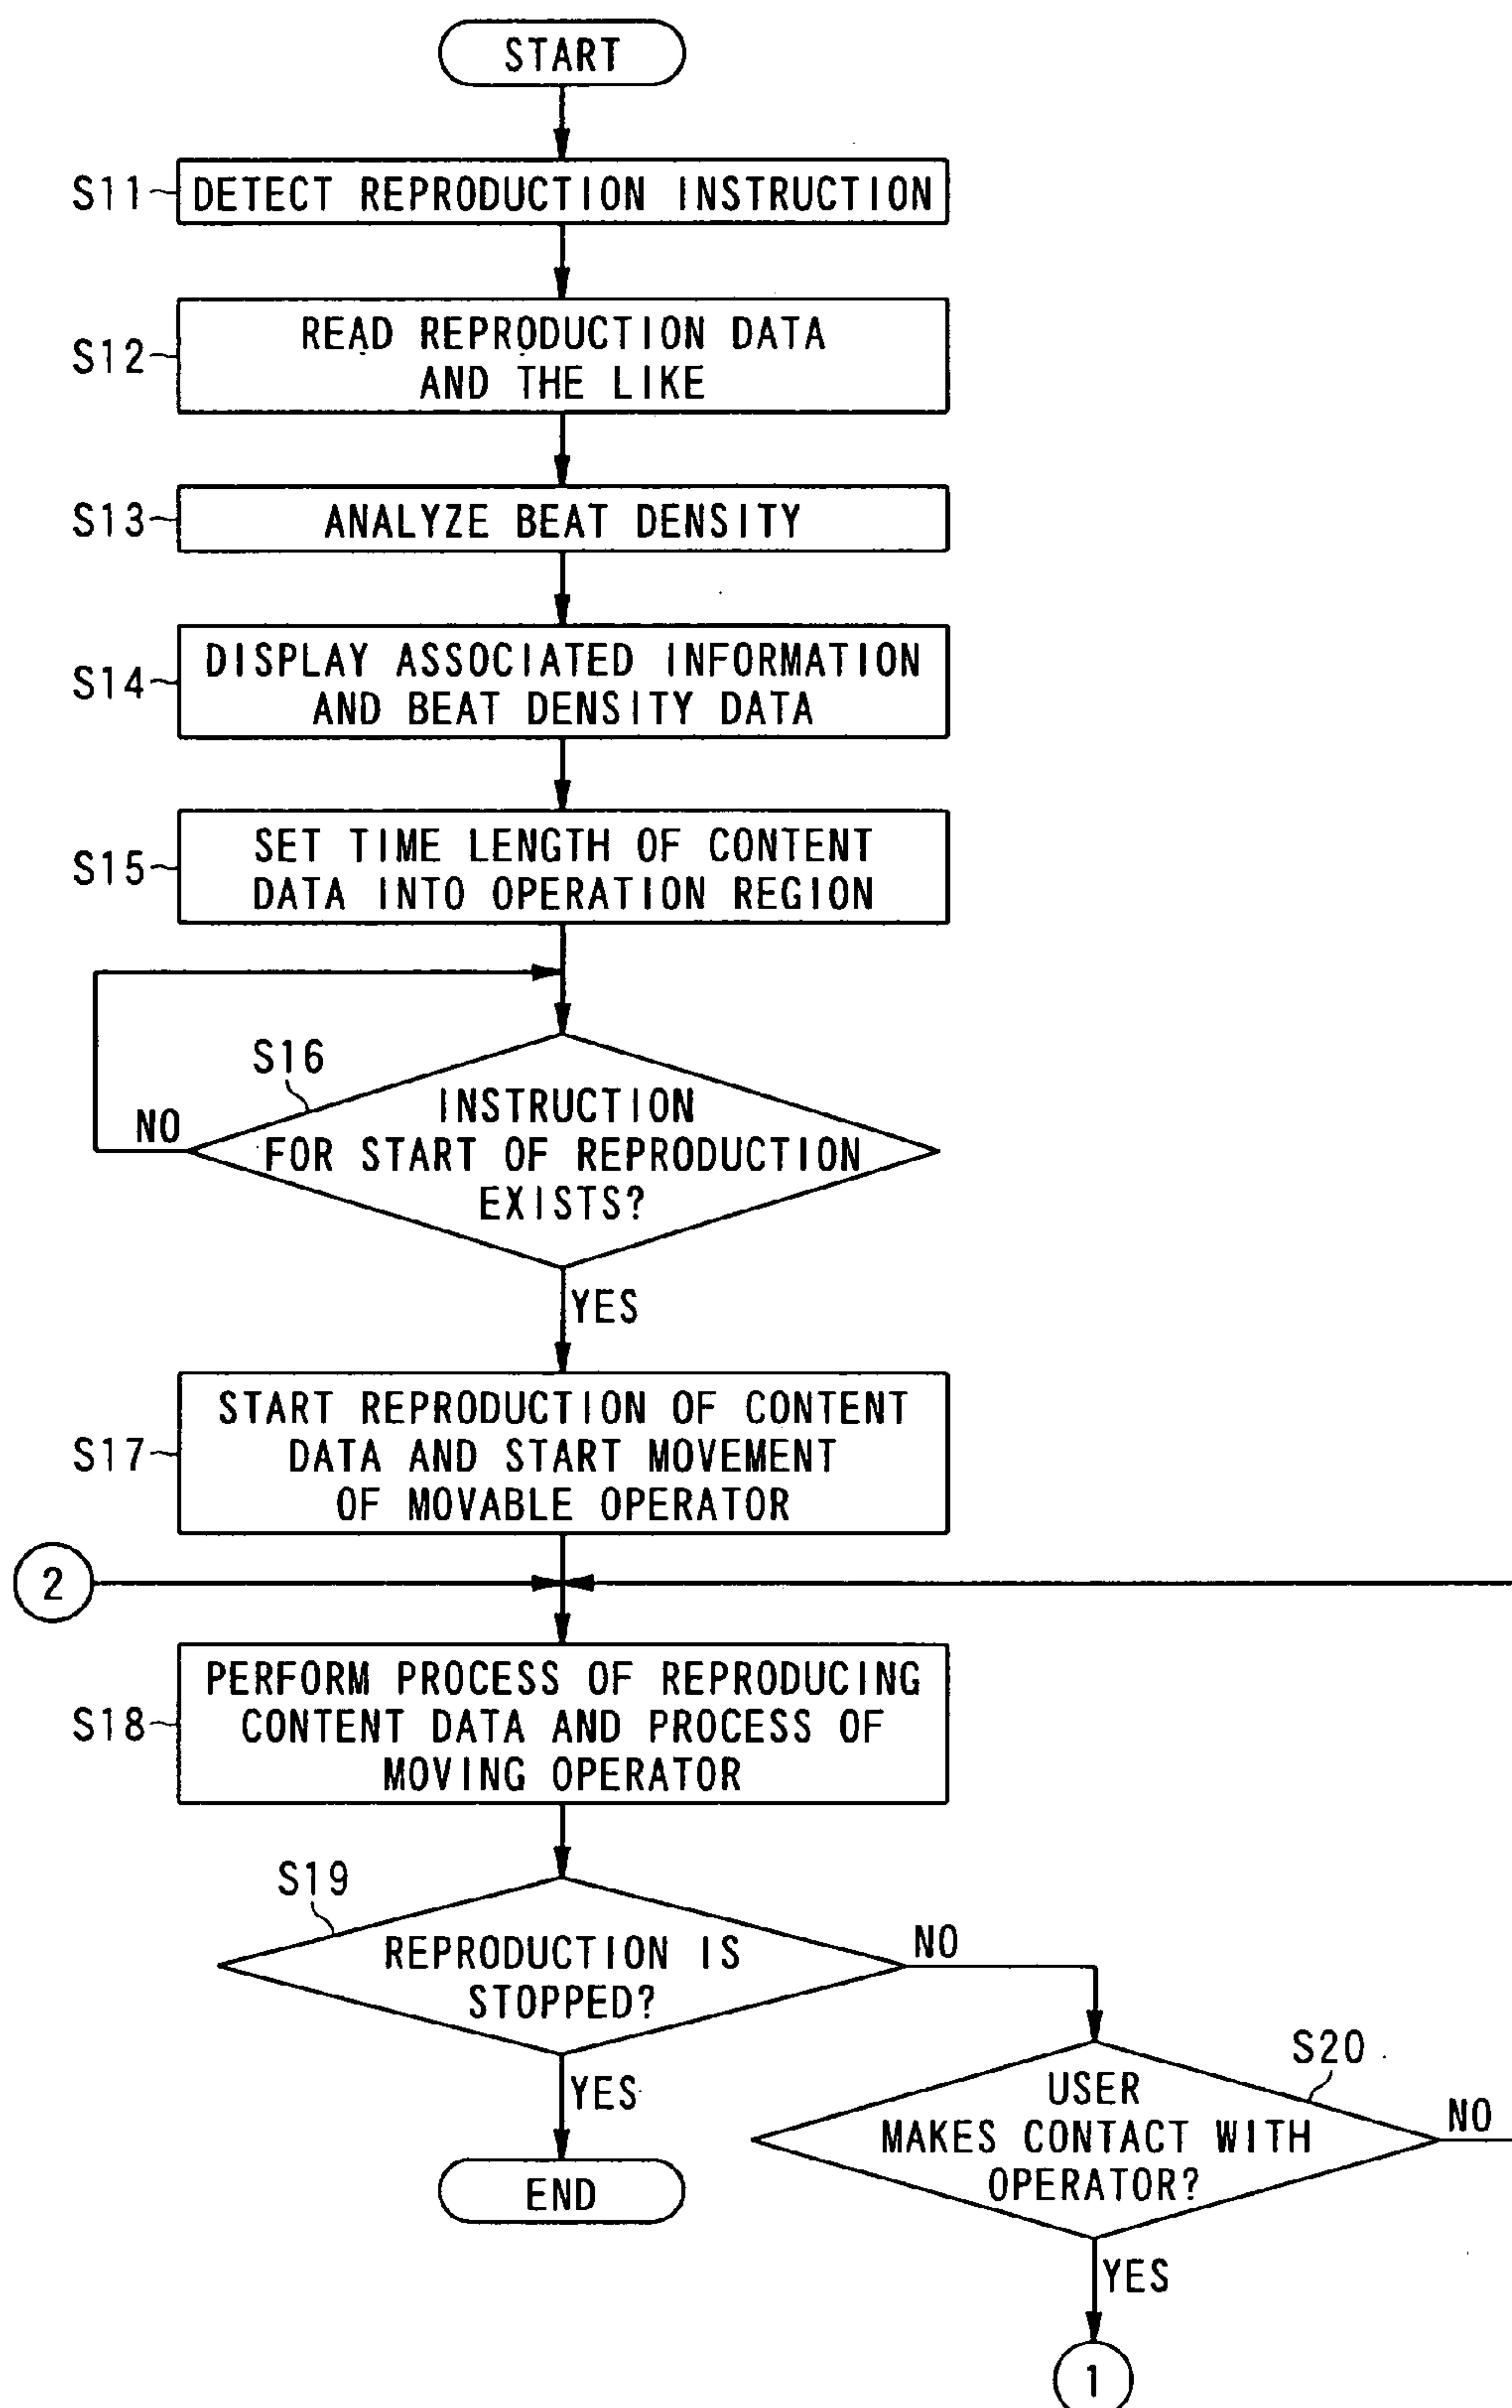 START
S11
DETECT REPRODUCTION INSTRUCTION
S12
READ REPRODUCTION DATA
AND THE LIKE
S13
ANALYZE BEAT DENSITY
S14
DISPLAY ASSOCIATED INFORMATION
AND BEAT DENSITY DATA
S15
SET TIME LENGTH OF CONTENT
DATA INTO OPERATION REGION
S16
NO
INSTRUCTION
FOR START OF REPRODUCTION
EXISTS?
YES
S17
START REPRODUCTION OF CONTENT
DATA AND START MOVEMENT
OF MOVABLE OPERATOR
2
S18
PERFORM PROCESS OF REPRODUCING
CONTENT DATA AND PROCESS OF
MOVING OPERATOR
S19
REPRODUCTION IS
STOPPED?
NO
YES
END
S20
USER
MAKES CONTACT WITH
OPERATOR?
NO
YES
1